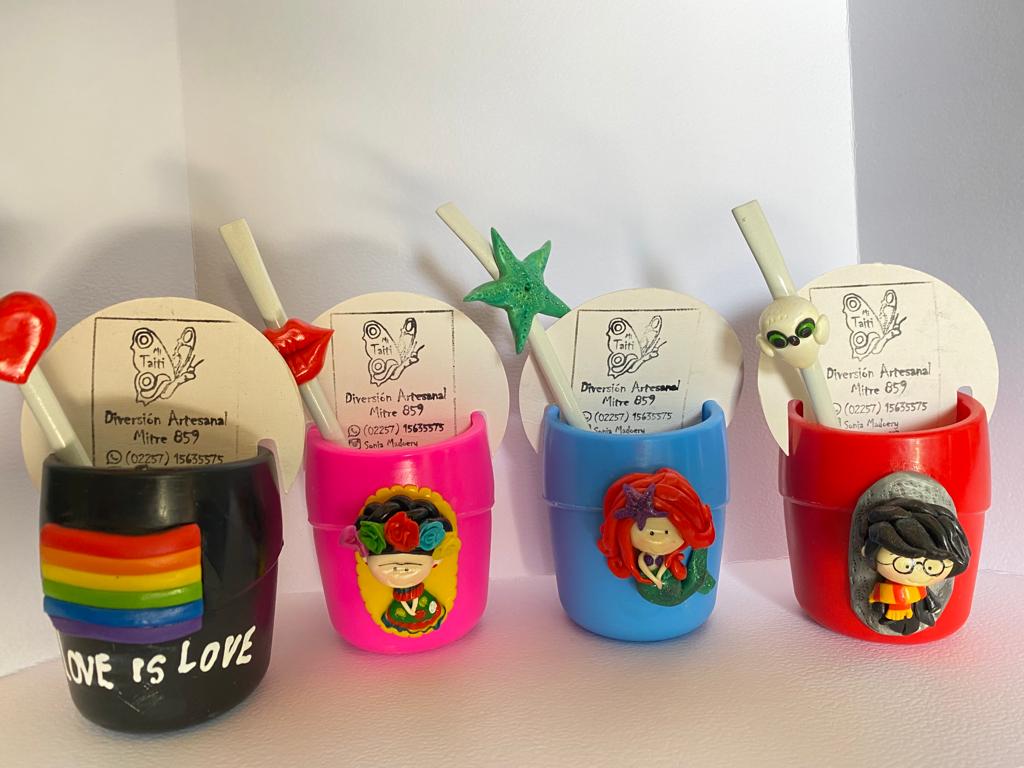 Mi
Taiti
Diversión Artesanal
Mitre 859
(02257) 15635575
LOVE IS LOVE
Mi
Taiti
Diversión Artesanal
Mitre 859
(02257) 15635575
Sonia Madoery
Mi
Taiti
Diversión Artesanal
Mitre 859
(02257) 15635575
Sonia Madoery
Mi
Taiti
Diversión Artesanal
Mitre 859
(02257) 15635575
Sonia Madoery